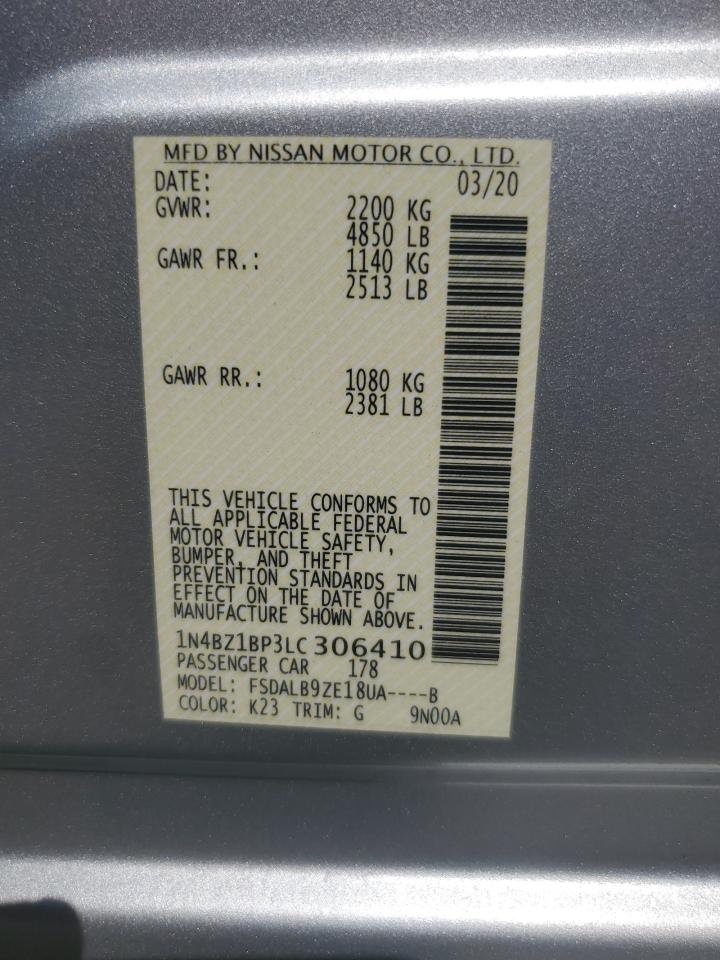 MFD BY NISSAN MOTOR CO., LTD.
DATE: 03/20
GVWR: 2200 KG
4850 LB
GAWR FR.: 1140 KG
2513 LB
GAWR RR.: 1080 KG
2381 LB
THIS VEHICLE CONFORMS TO
ALL APPLICABLE FEDERAL
MOTOR VEHICLE SAFETY,
BUMPER, AND THEFT
PREVENTION STANDARDS IN
EFFECT ON THE DATE OF
MANUFACTURE SHOWN ABOVE.
1N4BZ1BP3LC306410
PASSENGER CAR 178
MODEL: FSDALB9ZE18UA----B
COLOR: K23 TRIM: G 9N00A